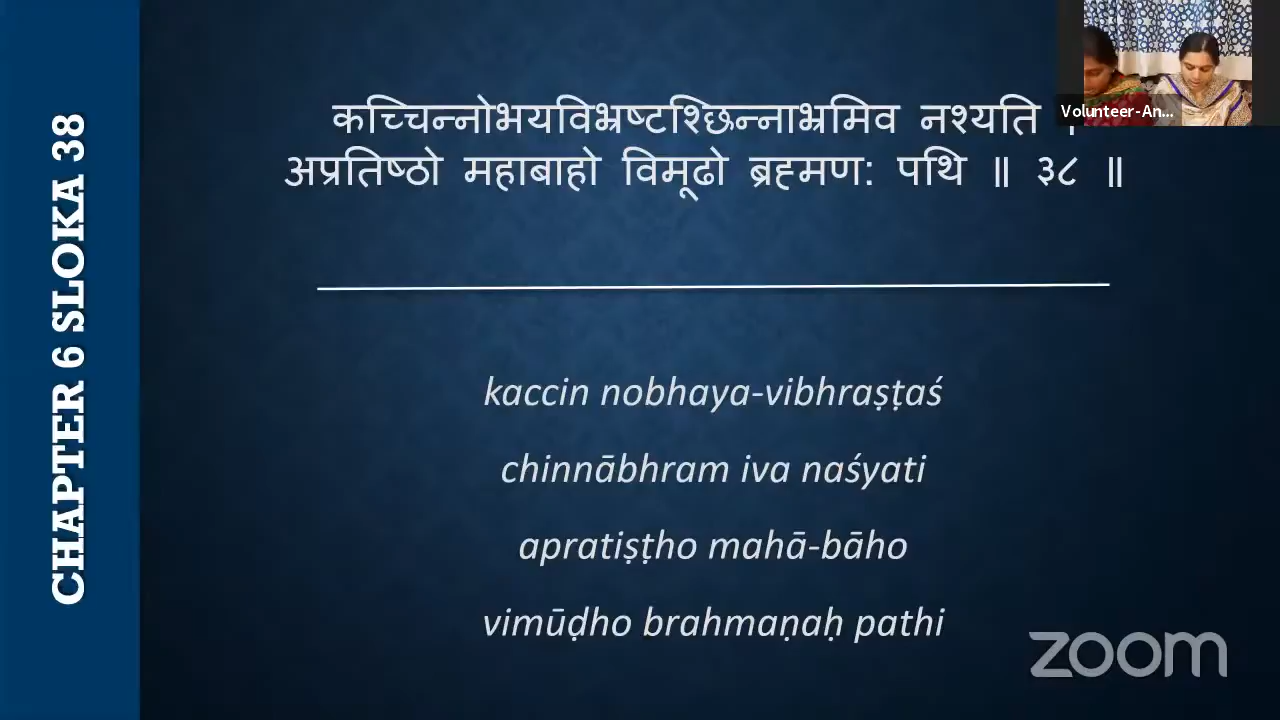 CHAPTER 6 SLOKA 38
कच्चिन्नोभयविभ्रष्टश्छिन्नाभ्रमिव नश्यति ।
अप्रतिष्ठो महाबाहो विमूढो ब्रह्मण: पथि ॥ ३८ ॥
kaccin nobhaya-vibhraṣṭaś
chinnābhram iva naśyati
apratiṣṭho mahā-bāho
vimūḍho brahmaṇaḥ pathi
Volunteer-An...
zoom